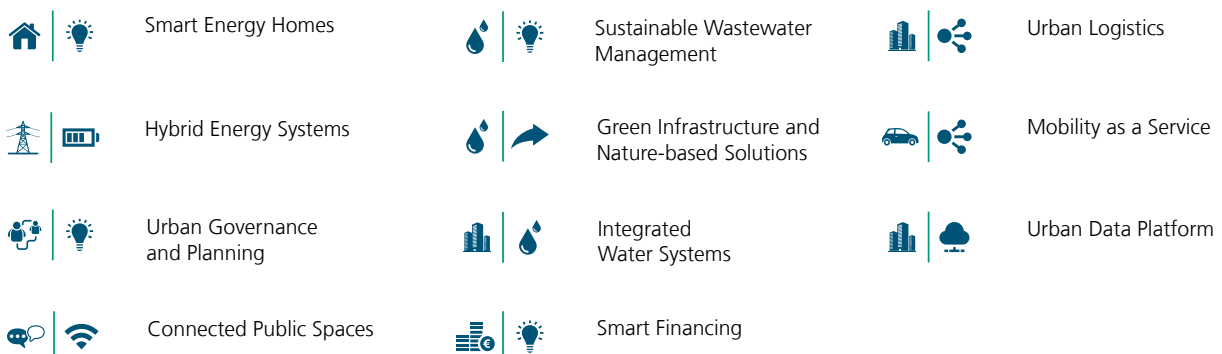 Smart Energy Homes
Hybrid Energy Systems
Urban Governance
and Planning
Connected Public Spaces
Sustainable Wastewater
Management
Green Infrastructure and
Nature-based Solutions
Integrated
Water Systems
€
Smart Financing
Urban Logistics
Mobility as a Service
Urban Data Platform